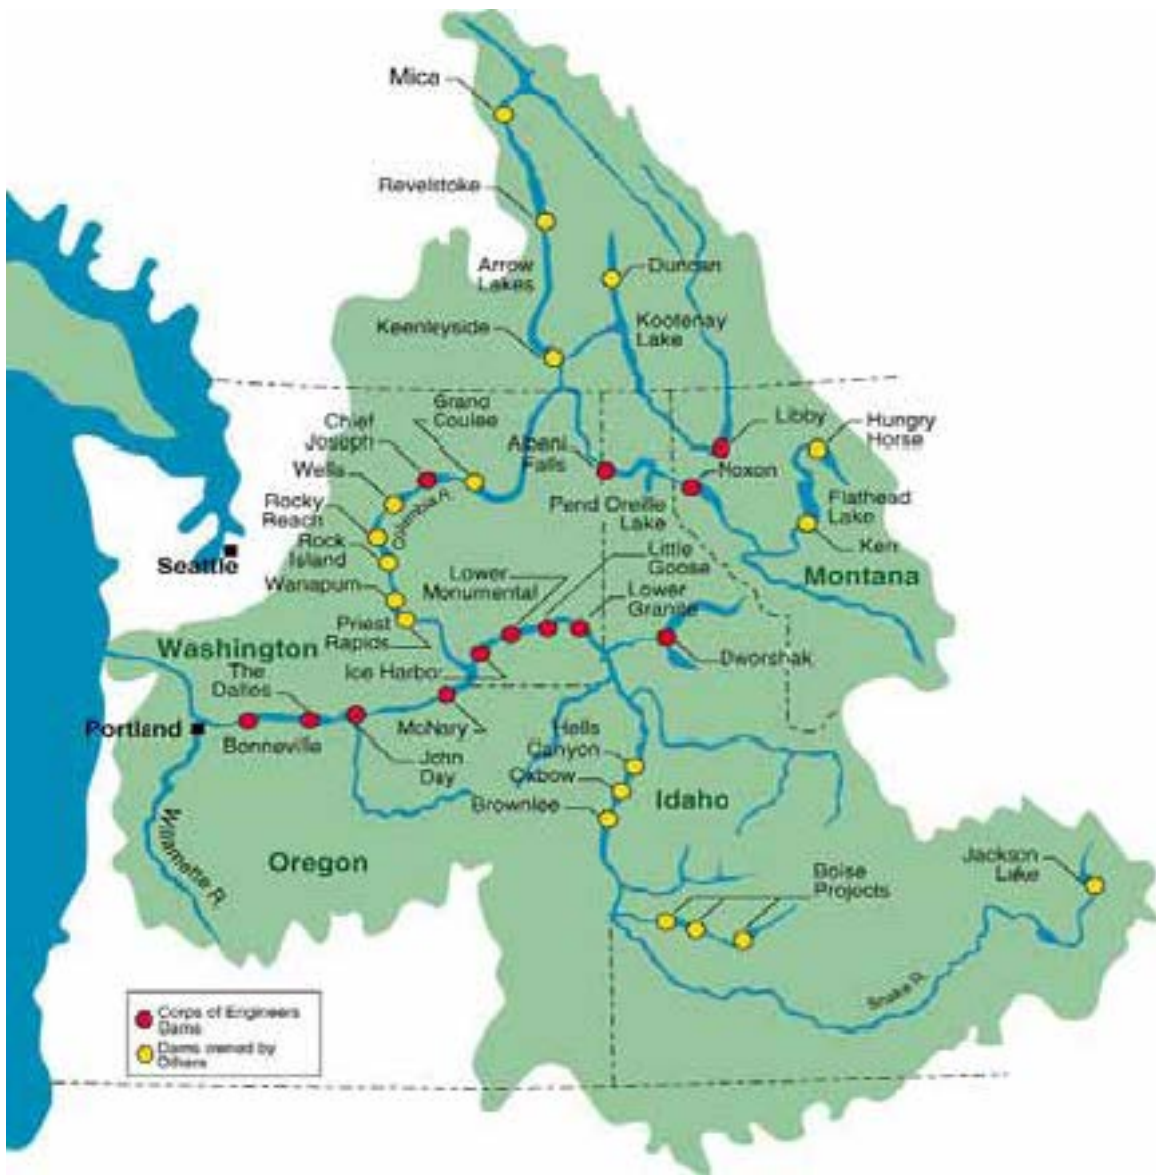 Mica
Revelstoke
Arrow
Lakes
Duncan
Keenleyside
Kootenay
Lake
Grand
Coulee
Chief
Joseph
Albeni
Falls
Libby
Hungry
Horse
Wells
Noxon
Columbia R.
Rocky
Reach
Pend Oreille
Lake
Flathead
Lake
Rock
Island
Kerr
Seattle
Little
Goose
Lower
Monumental
Montana
Wanapum
Lower
Granite
Priest
Rapids
Washington
Dworshak
Ice Harbor
The
Dalles
Portland
McNary
Bonneville
Hells
Canyon
John
Day
Oxbow
Brownlee
Idaho
Willamette R.
Oregon
Boise
Projects
Jackson
Lake
Snake R.
Corps of Engineers
Dams
Dams owned by
Others